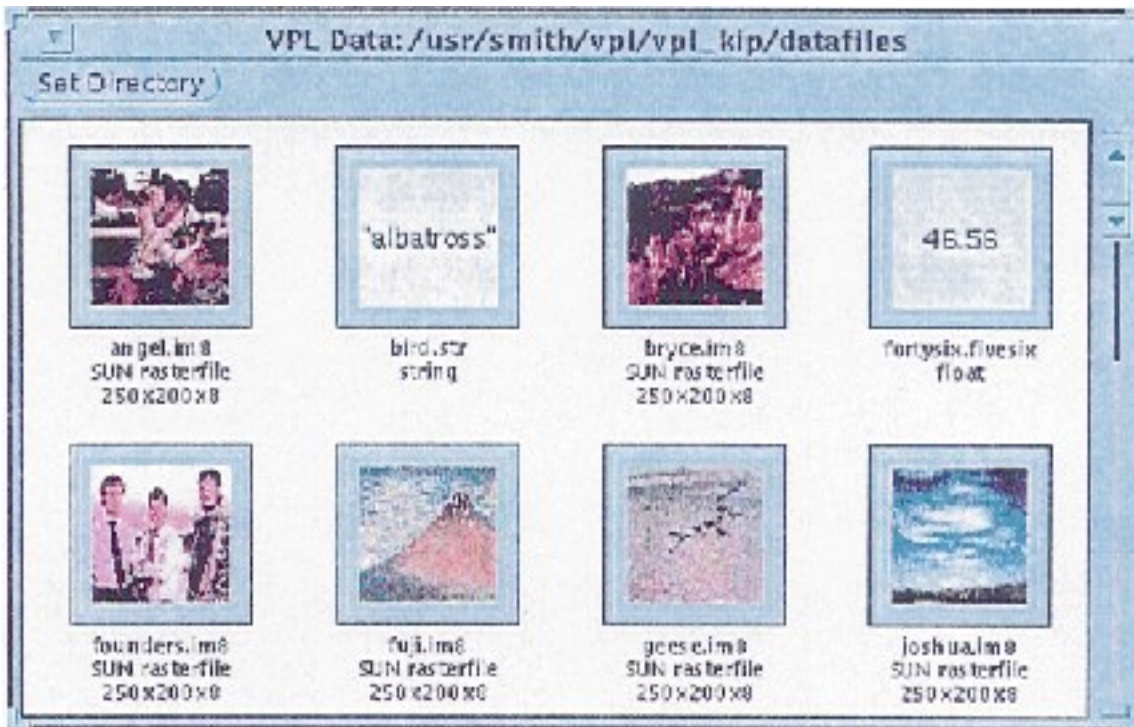 VPL Data:/usr/smith/vpl/vpl_kip/datafiles
Set Directory
"albatross"
46.56
angel.im8
SUN rasterfile
250x200x8
bird.str
string
bryce.im8
SUN rasterfile
250x200x8
fortysix.fivesix
float
founders.im8
SUN rasterfile
250x200x8
fuji.im8
SUN rasterfile
250x200x8
geese.im8
SUN rasterfile
250x200x8
joshua.im8
SUN rasterfile
250x200x8